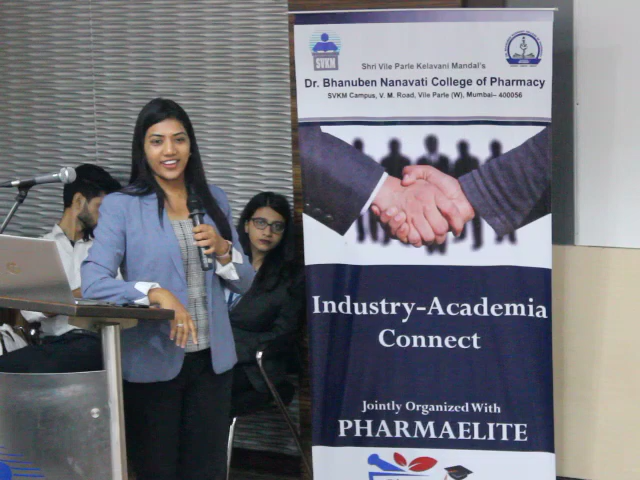 SVKM
Shri Vile Parle Kelavani Mandal's
Dr. Bhanuben Nanavati College of Pharmacy
SVKM Campus, V. M. Road, Vile Parle (W), Mumbai– 400056
Industry-Academia
Connect
Jointly Organized With
PHARMAELITE